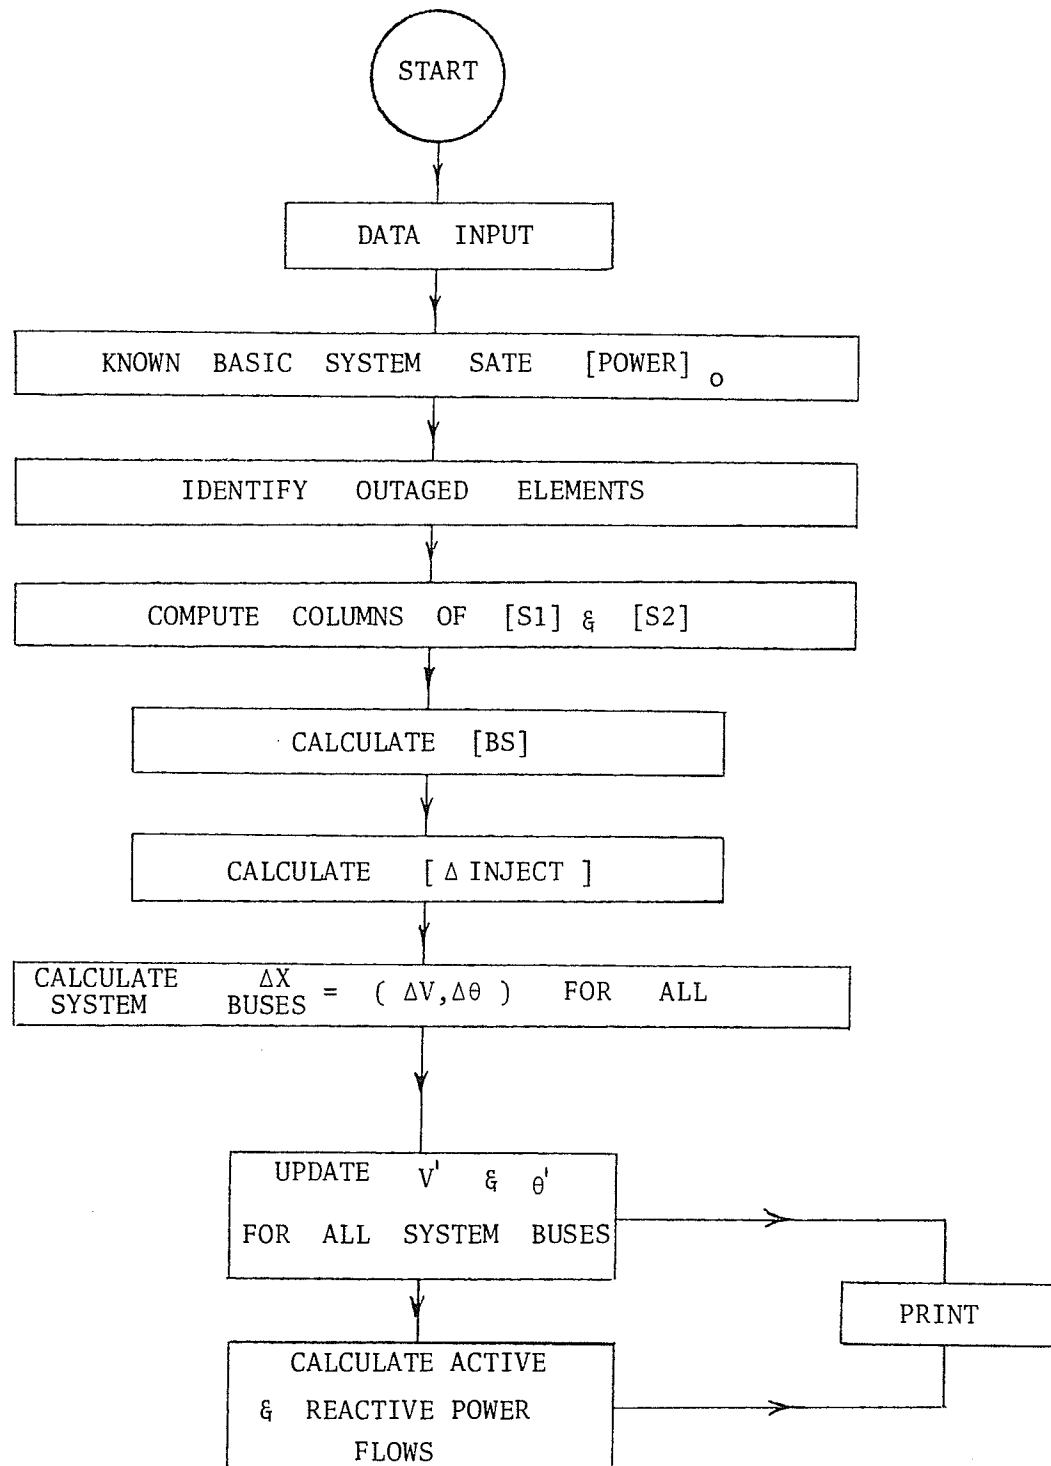 START
DATA INPUT
KNOWN BASIC SYSTEM SATE [POWER] o
IDENTIFY OUTAGED ELEMENTS
COMPUTE COLUMNS OF [S1] & [S2]
CALCULATE [BS]
CALCULATE [ Δ INJECT ]
CALCULATE ΔX = ( ΔV,Δθ ) FOR ALL
SYSTEM BUSES
UPDATE V' & θ'
FOR ALL SYSTEM BUSES
PRINT
CALCULATE ACTIVE
& REACTIVE POWER
FLOWS